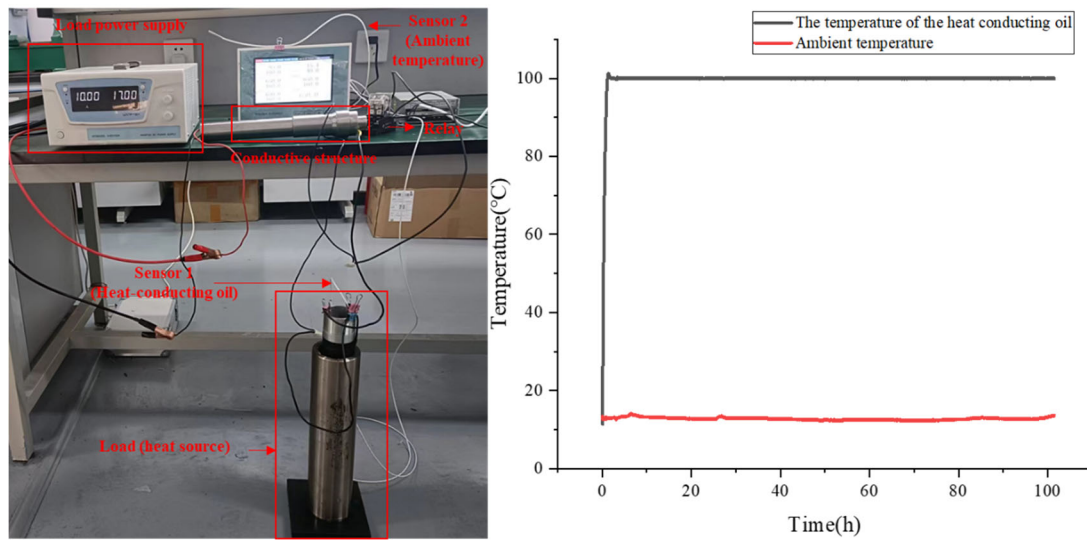 Load power supply
Sensor 2
(Ambient
temperature)
10.00 17.00
Relay
Conductive structure
Sensor 1
(Heat-conducting oil)
Load (heat source)
The temperature of the heat conducting oil
Ambient temperature
Temperature(℃)
100
100
80
60
20
0
0
20
40
60
80
100
Time(h)